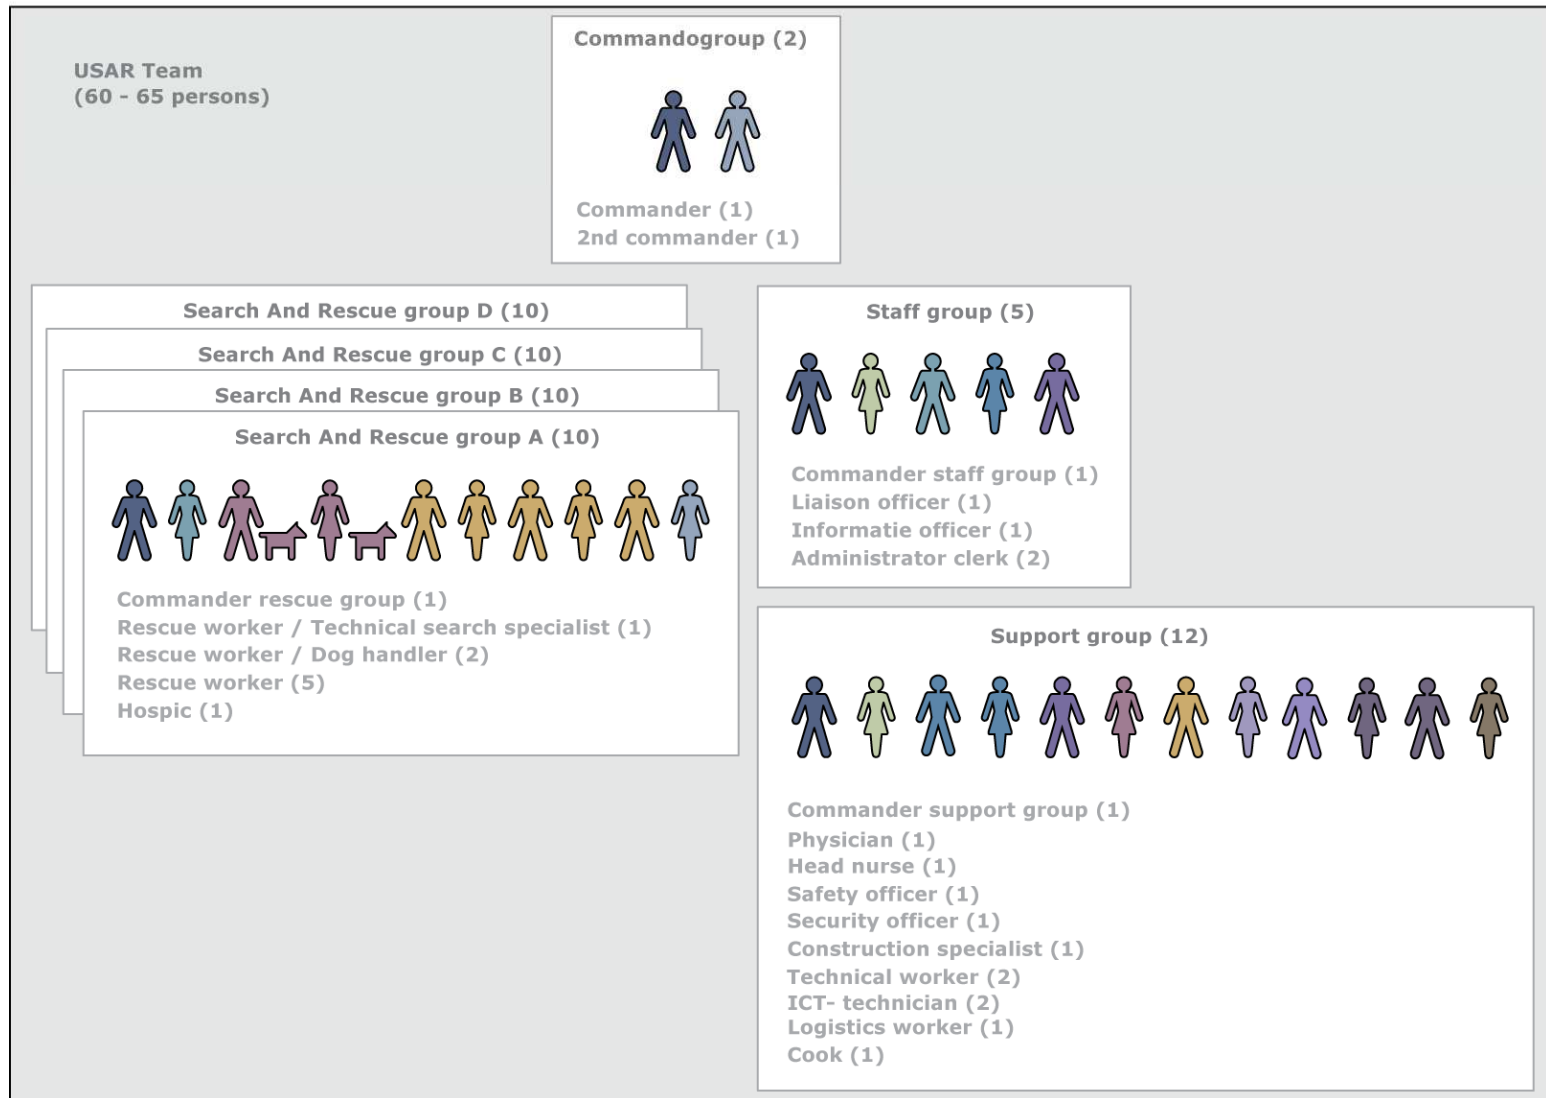 USAR Team
(60 - 65 persons)
Commandogroup (2)
Commander (1)
2nd commander (1)
Search And Rescue group D (10)
Search And Rescue group C (10)
Search And Rescue group B (10)
Search And Rescue group A (10)
Commander rescue group (1)
Rescue worker / Technical search specialist (1)
Rescue worker / Dog handler (2)
Rescue worker (5)
Hospic (1)
Staff group (5)
Commander staff group (1)
Liaison officer (1)
Informatie officer (1)
Administrator clerk (2)
Support group (12)
Commander support group (1)
Physician (1)
Head nurse (1)
Safety officer (1)
Security officer (1)
Construction specialist (1)
Technical worker (2)
ICT- technician (2)
Logistics worker (1)
Cook (1)